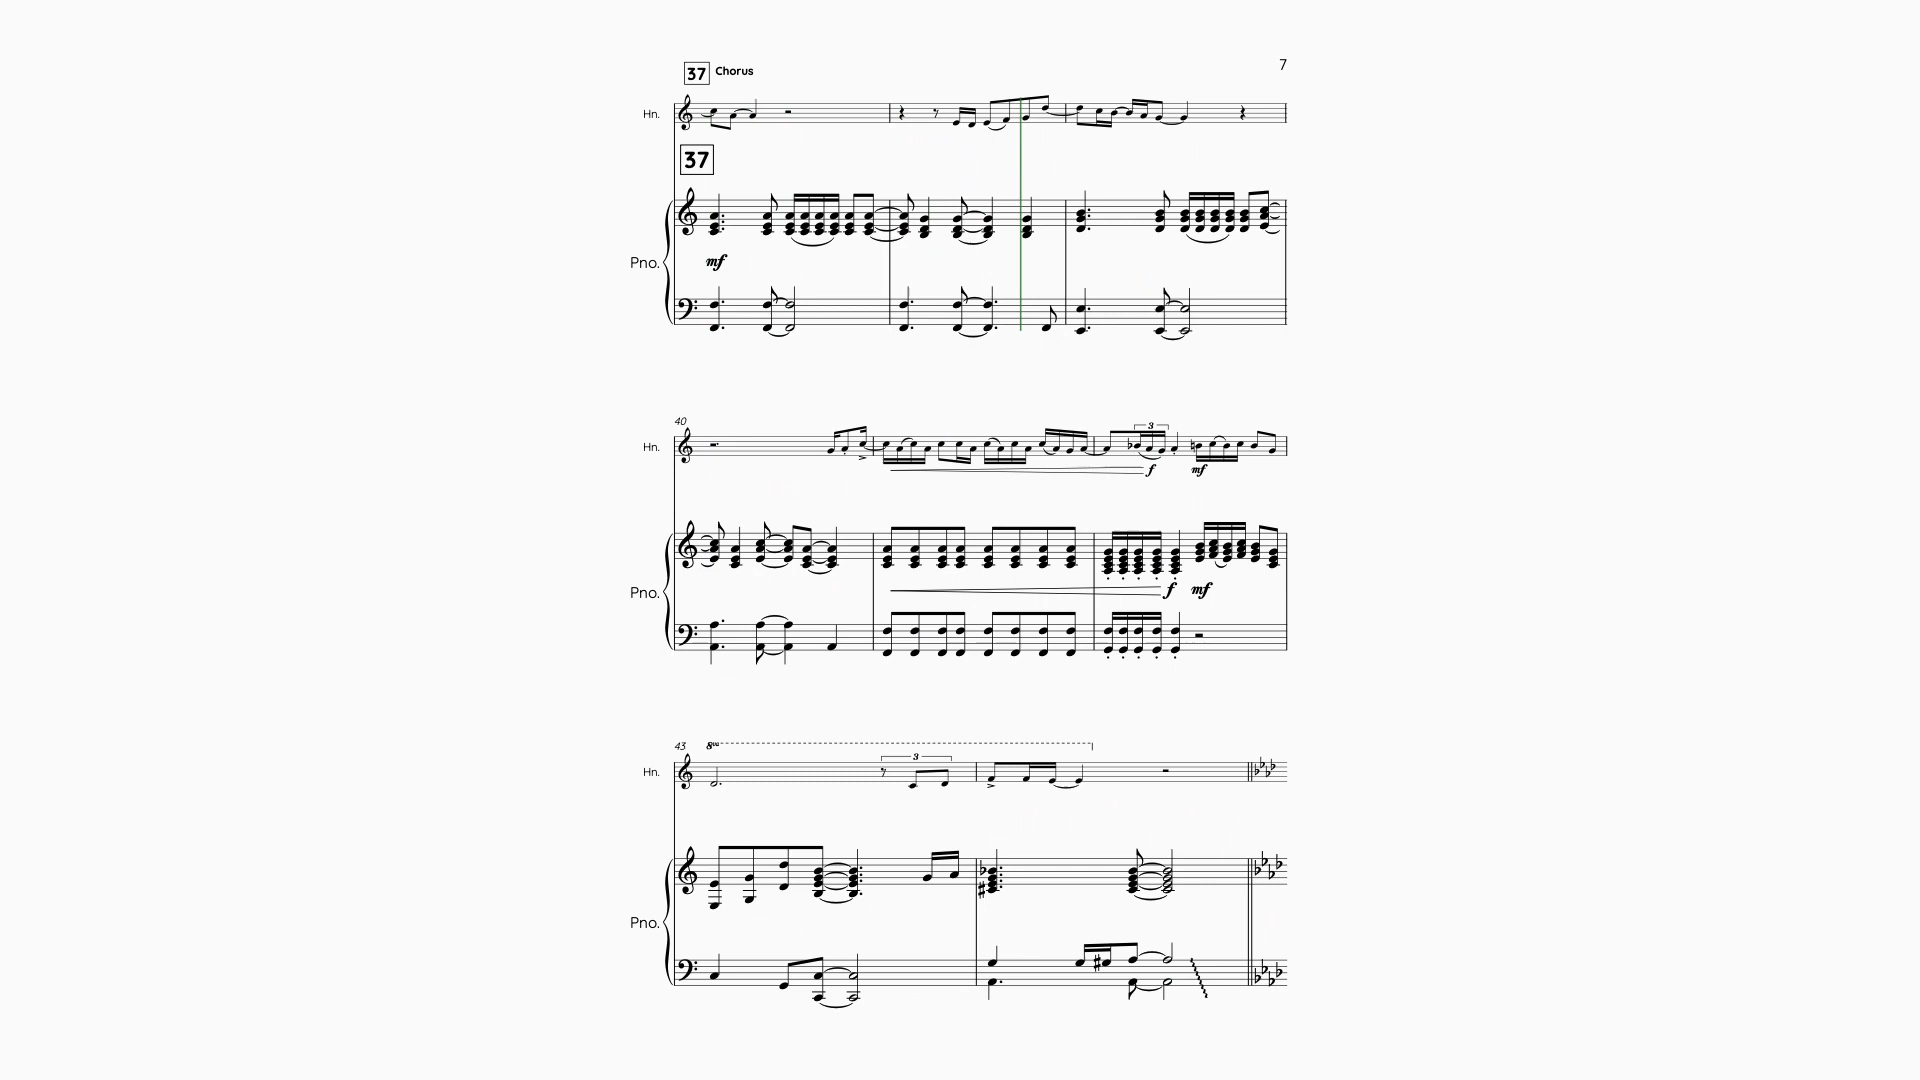 37 Chorus 7
Hn.
37
Pno.
mf
40
Hn.
3
f mf
Pno.
f mf
43 8va
3
Hn.
Pno.